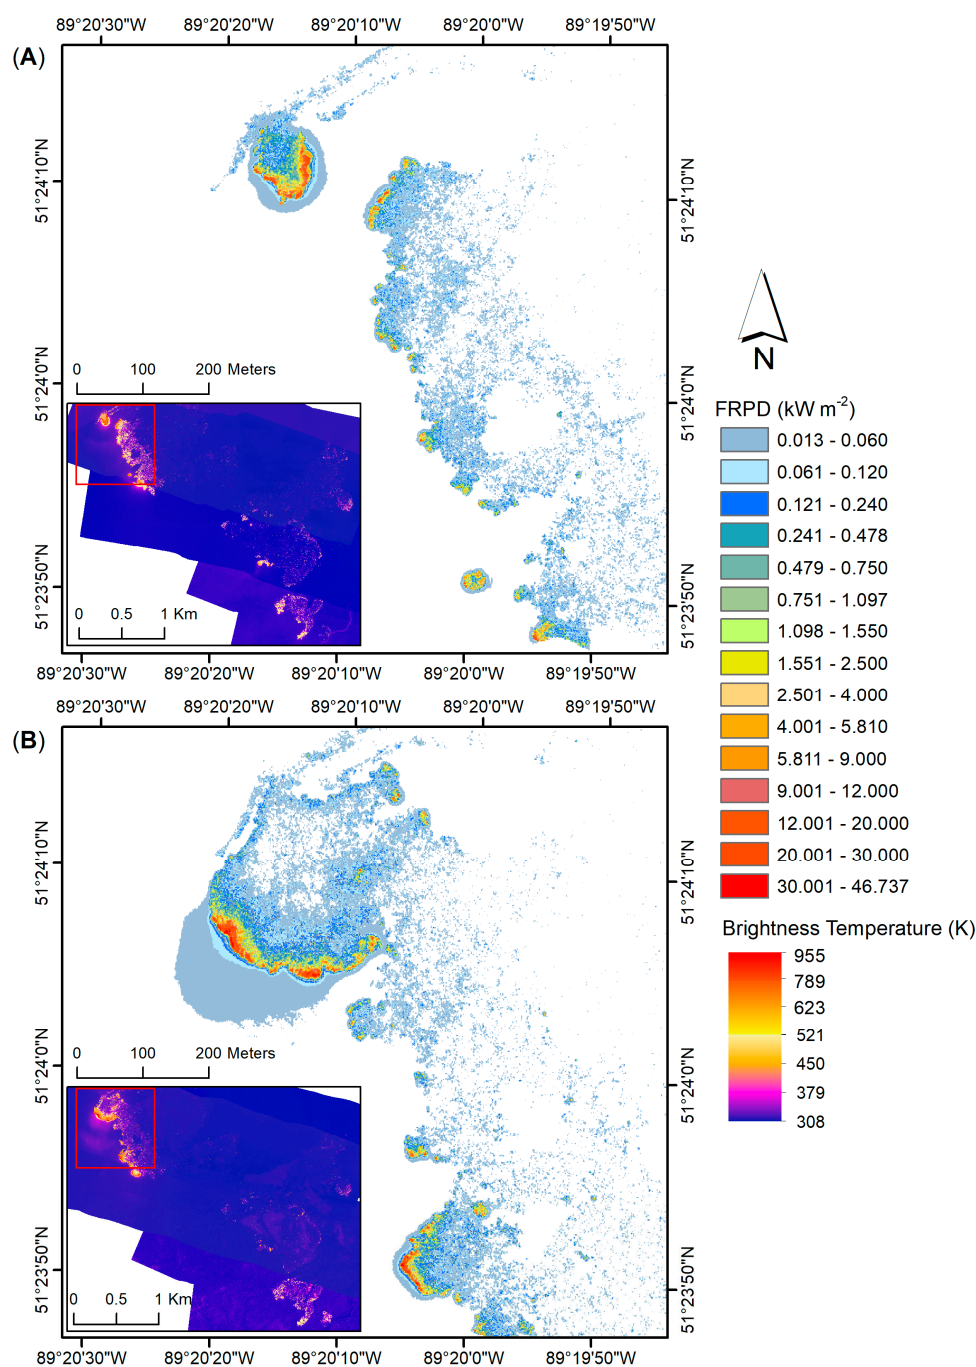 89°20'30"W 89°20'20"W 89°20'10"W 89°20'0"W 89°19'50"W
(A)
51°24'10"N
51°24'0"N
51°23'50"N
51°24'10"N
51°24'0"N
51°23'50"N
0 100 200 Meters
0 0.5 1 Km
89°20'30"W 89°20'20"W 89°20'10"W 89°20'0"W 89°19'50"W
89°20'30"W 89°20'20"W 89°20'10"W 89°20'0"W 89°19'50"W
(B)
51°24'10"N
51°24'0"N
51°23'50"N
51°24'10"N
51°24'0"N
51°23'50"N
0 100 200 Meters
0 0.5 1 Km
89°20'30"W 89°20'20"W 89°20'10"W 89°20'0"W 89°19'50"W
N
FRPD (kW m⁻²)
0.013 - 0.060
0.061 - 0.120
0.121 - 0.240
0.241 - 0.478
0.479 - 0.750
0.751 - 1.097
1.098 - 1.550
1.551 - 2.500
2.501 - 4.000
4.001 - 5.810
5.811 - 9.000
9.001 - 12.000
12.001 - 20.000
20.001 - 30.000
30.001 - 46.737
Brightness Temperature (K)
955
789
623
521
450
379
308